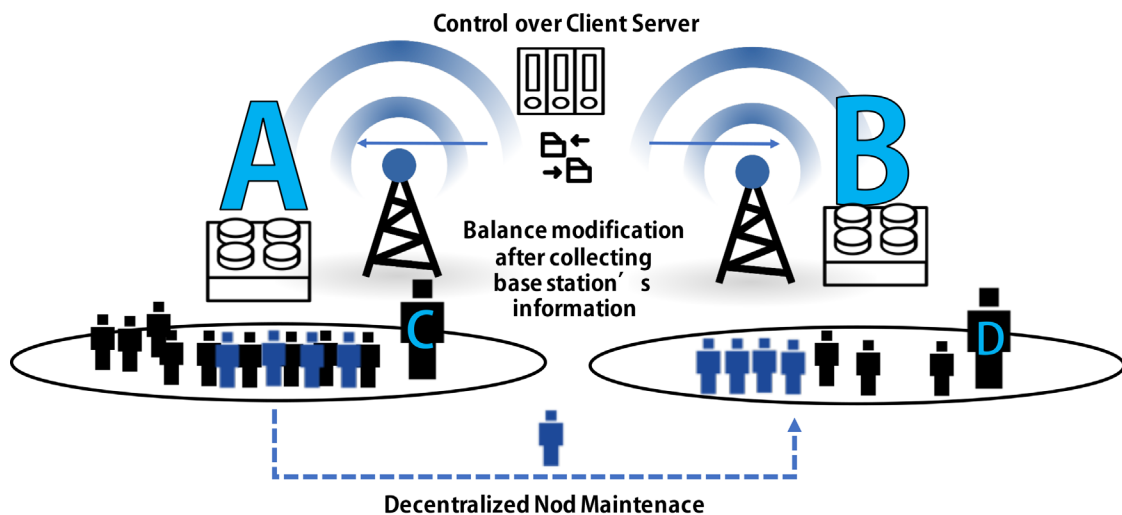 Control over Client Server
A
B
Balance modification
after collecting
base station′ s
information
C
D
Decentralized Nod Maintenace